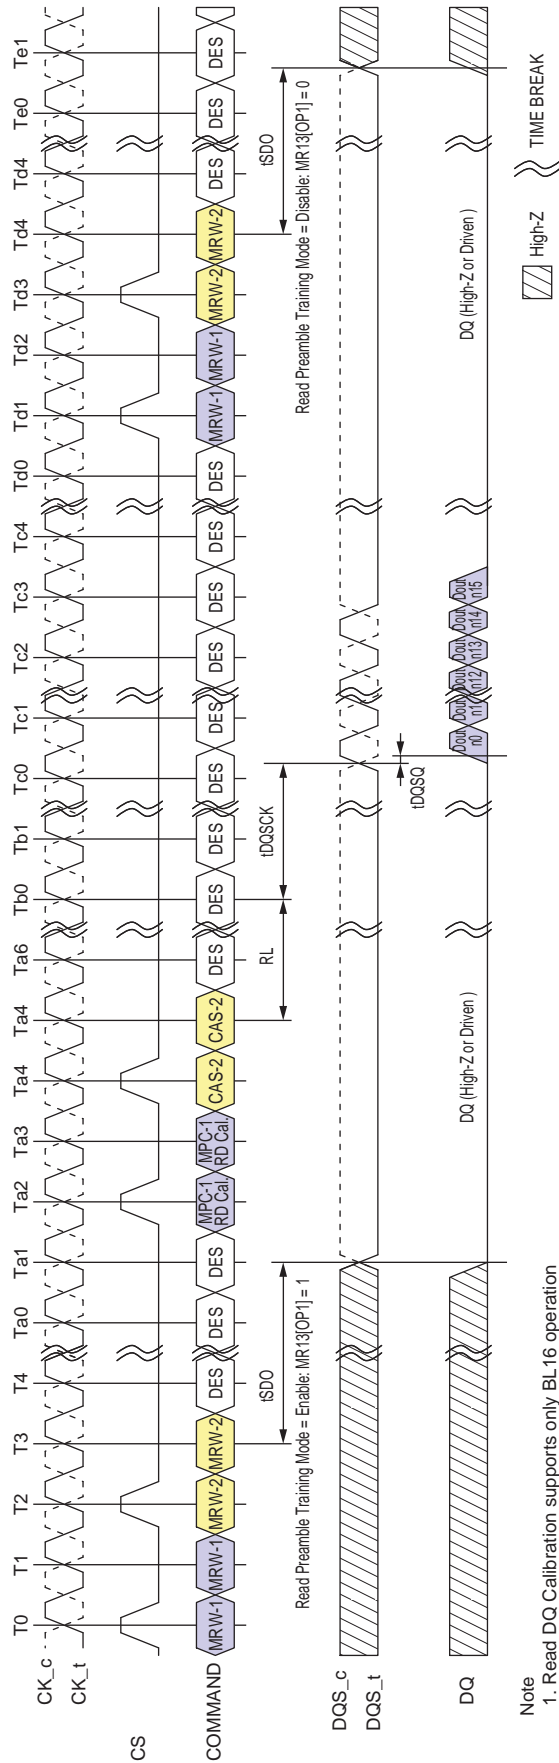 T0 T1 T2 T3 T4 Ta0 Ta1 Ta2 Ta3 Ta4 Ta4 Ta6 Tb0 Tb1 Tc0 Tc1 Tc2 Tc3 Tc4 Td0 Td1 Td2 Td3 Td4 Td4 Te0 Te1
CK_c
CK_t
CS
COMMAND
MRW-1 MRW-1 MRW-2 MRW-2 DES DES DES MPC-1 RD Cal. MPC-1 RD Cal. CAS-2 CAS-2 DES DES DES DES DES DES DES DES DES MRW-1 MRW-1 MRW-2 MRW-2 DES DES DES
tSDO RL tDQSCK tSDO
Read Preamble Training Mode = Enable: MR13[OP1] = 1
Read Preamble Training Mode = Disable: MR13[OP1] = 0
DQS_c
DQS_t
tDQSQ
DQ
DQ (High-Z or Driven )
Dout n0 Dout n1 Dout n12 Dout n13 Dout n14 Dout n15
DQ ( High-Z or Driven )
High-Z TIME BREAK
Note
1. Read DQ Calibration supports only BL16 operation